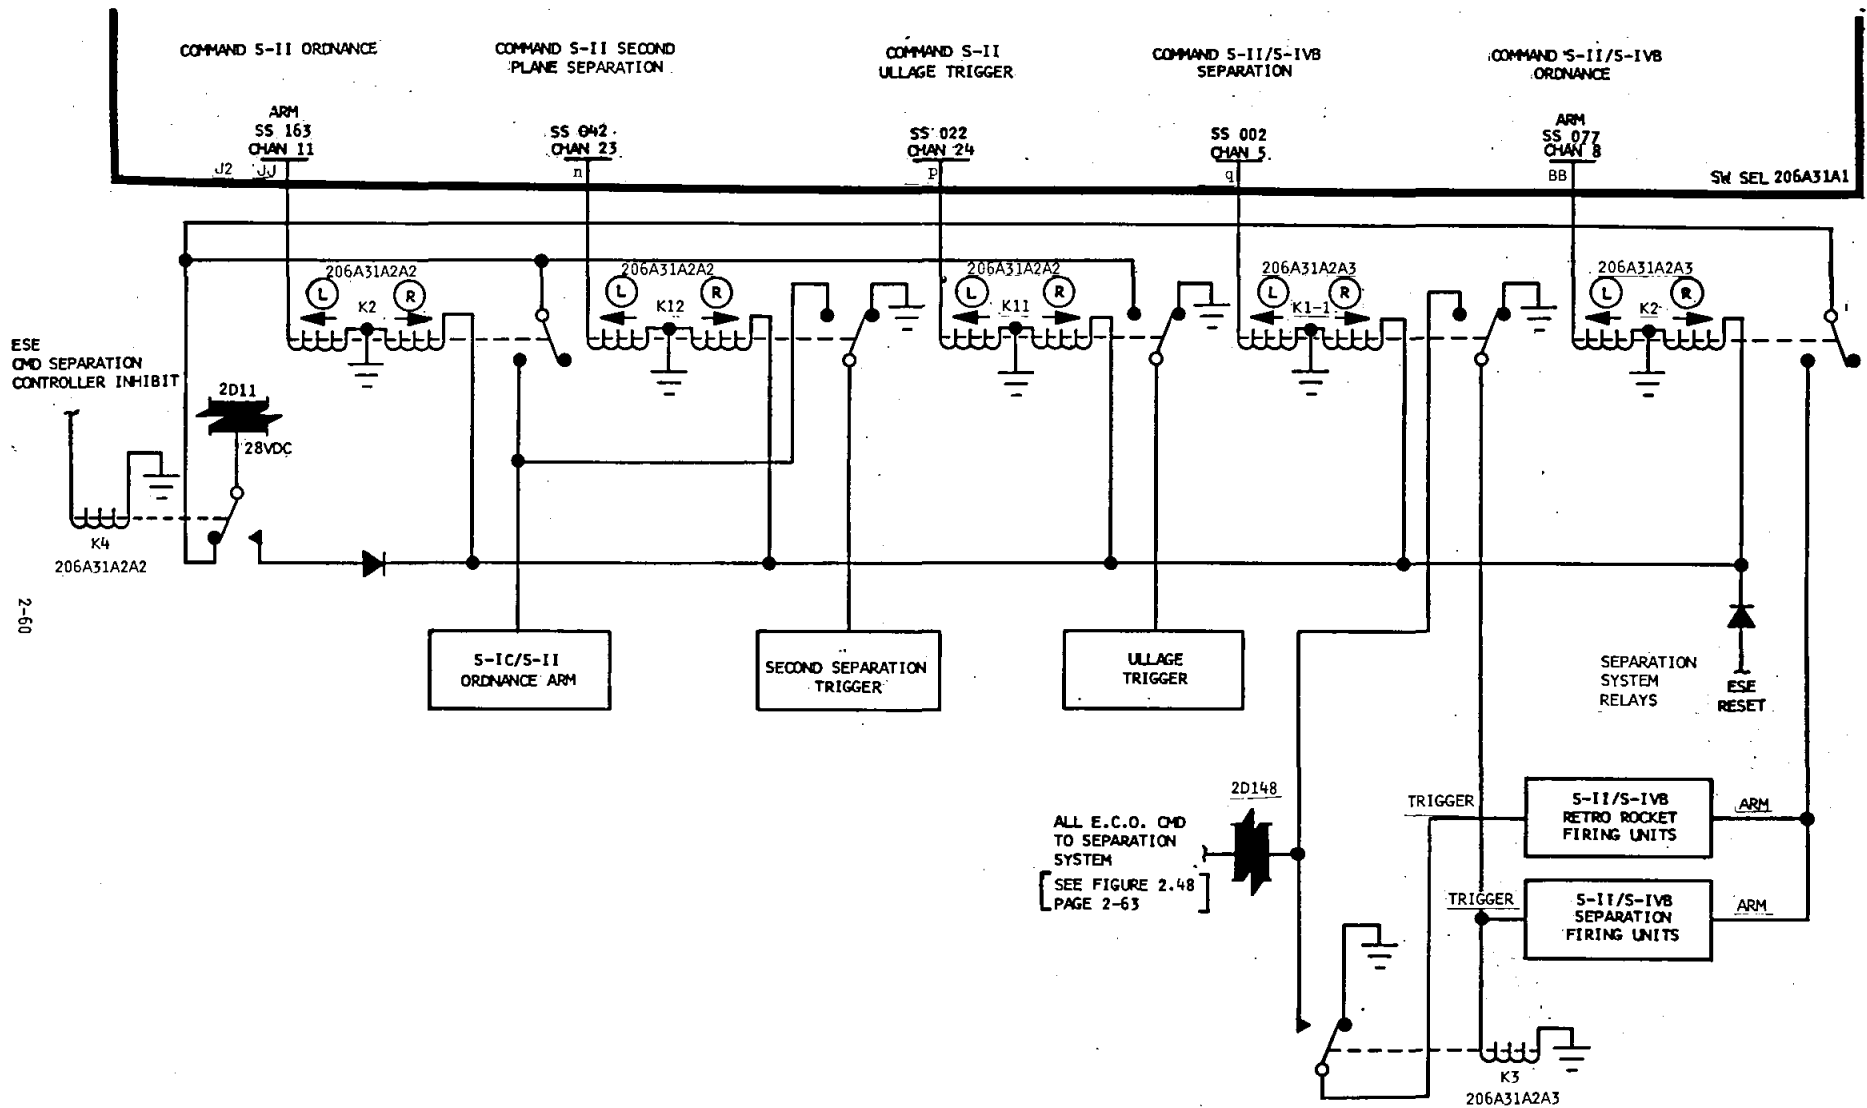 COMMAND S-II ORDNANCE
COMMAND S-II SECOND
PLANE SEPARATION
COMMAND S-II
ULLAGE TRIGGER
COMMAND S-II/S-IVB
SEPARATION
COMMAND S-II/S-IVB
ORDNANCE
ARM
SS 163
CHAN 11
SS 042
CHAN 23
SS 022
CHAN 24
SS 002
CHAN 5
ARM
SS 077
CHAN 8
J2
JJ
n
p
q
BB
SW SEL 206A31A1
206A31A2A2
L
K2
R
206A31A2A2
L
K12
R
206A31A2A2
L
K11
R
206A31A2A3
L
K1-1
R
206A31A2A3
L
K2
R
ESE
CMD SEPARATION
CONTROLLER INHIBIT
2D11
28VDC
K4
206A31A2A2
2-60
S-IC/S-II
ORDNANCE ARM
SECOND SEPARATION
TRIGGER
ULLAGE
TRIGGER
SEPARATION
SYSTEM
RELAYS
ESE
RESET
2D148
ALL E.C.O. CMD
TO SEPARATION
SYSTEM
[SEE FIGURE 2.48
PAGE 2-63]
TRIGGER
S-II/S-IVB
RETRO ROCKET
FIRING UNITS
ARM
TRIGGER
S-II/S-IVB
SEPARATION
FIRING UNITS
ARM
K3
206A31A2A3